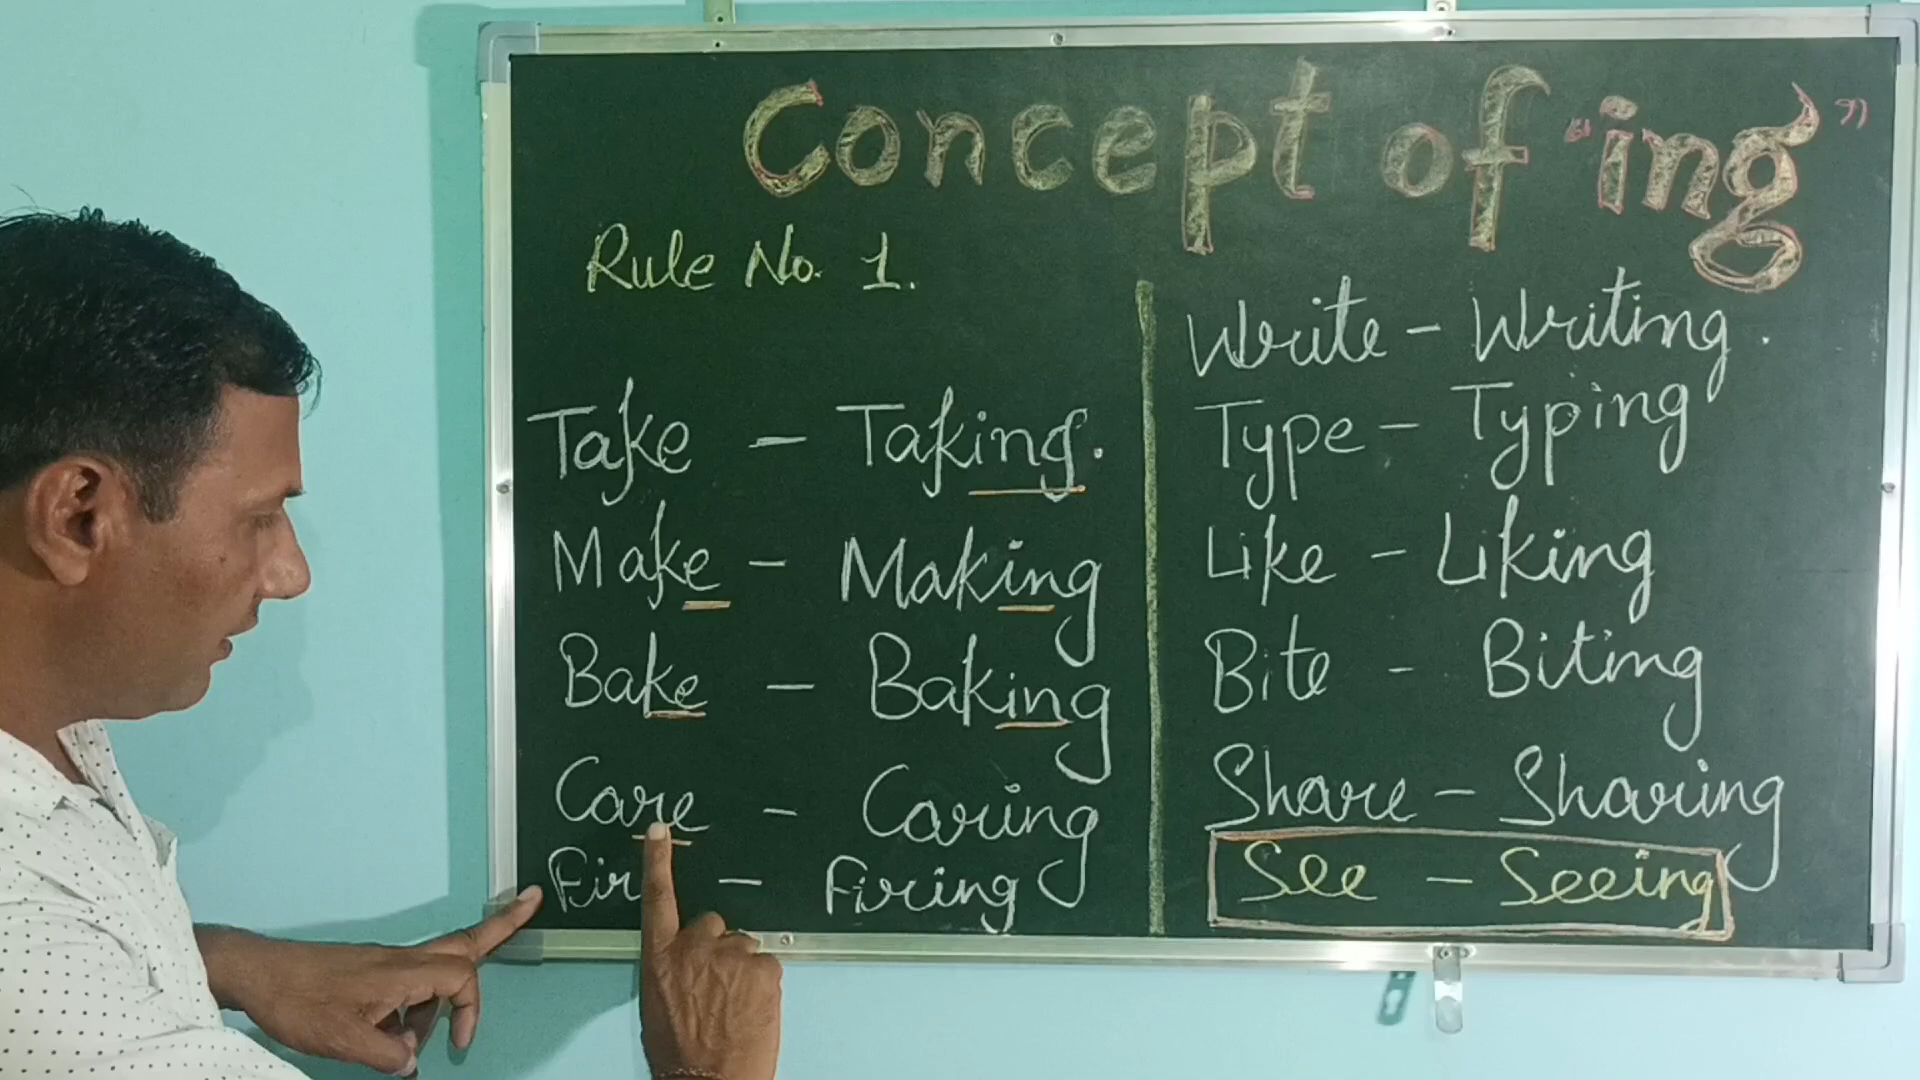 Concept of "ing"
Rule No. 1.
Take - Taking.
Make - Making
Bake - Baking
Care - Caring
Fir - Firing
Write - Writing.
Type - Typing
Like - Liking
Bite - Biting
Share - Sharing
See - Seeing